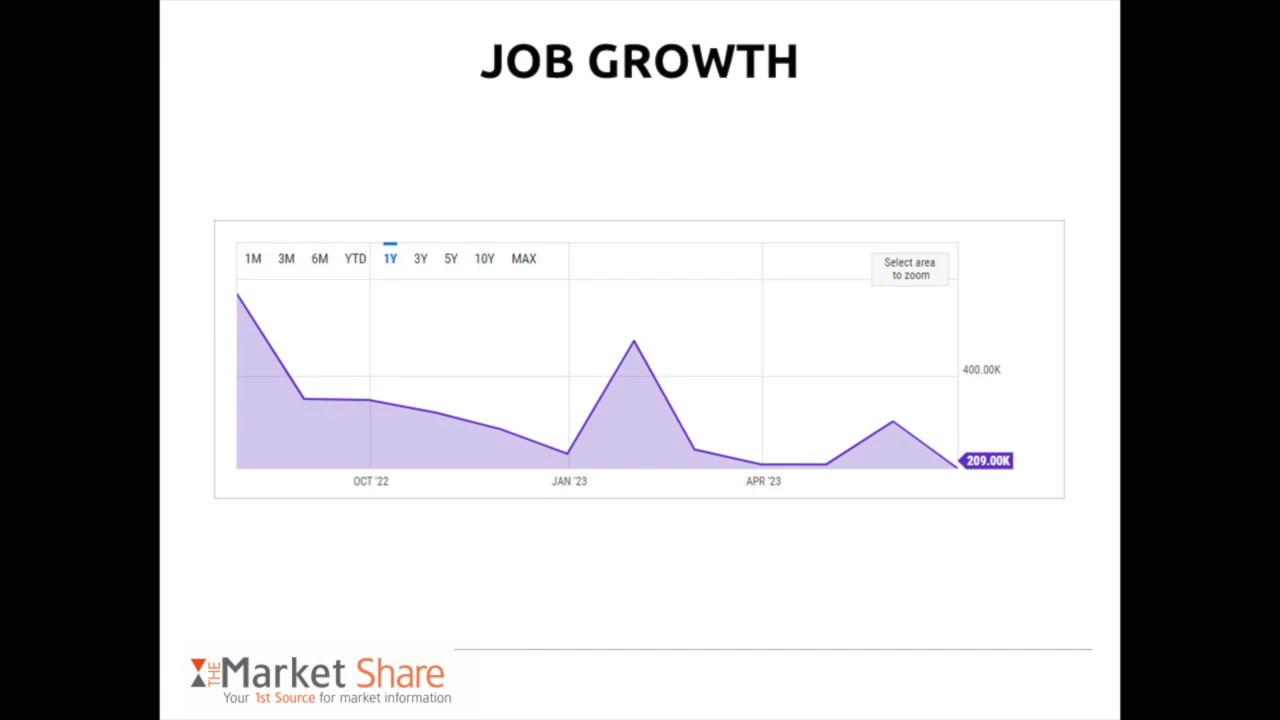 JOB GROWTH
1M 3M 6M YTD 1Y 3Y 5Y 10Y MAX
Select area
to zoom
400.00K
209.00K
OCT '22 JAN '23 APR '23
THE Market Share
Your 1st Source for market information